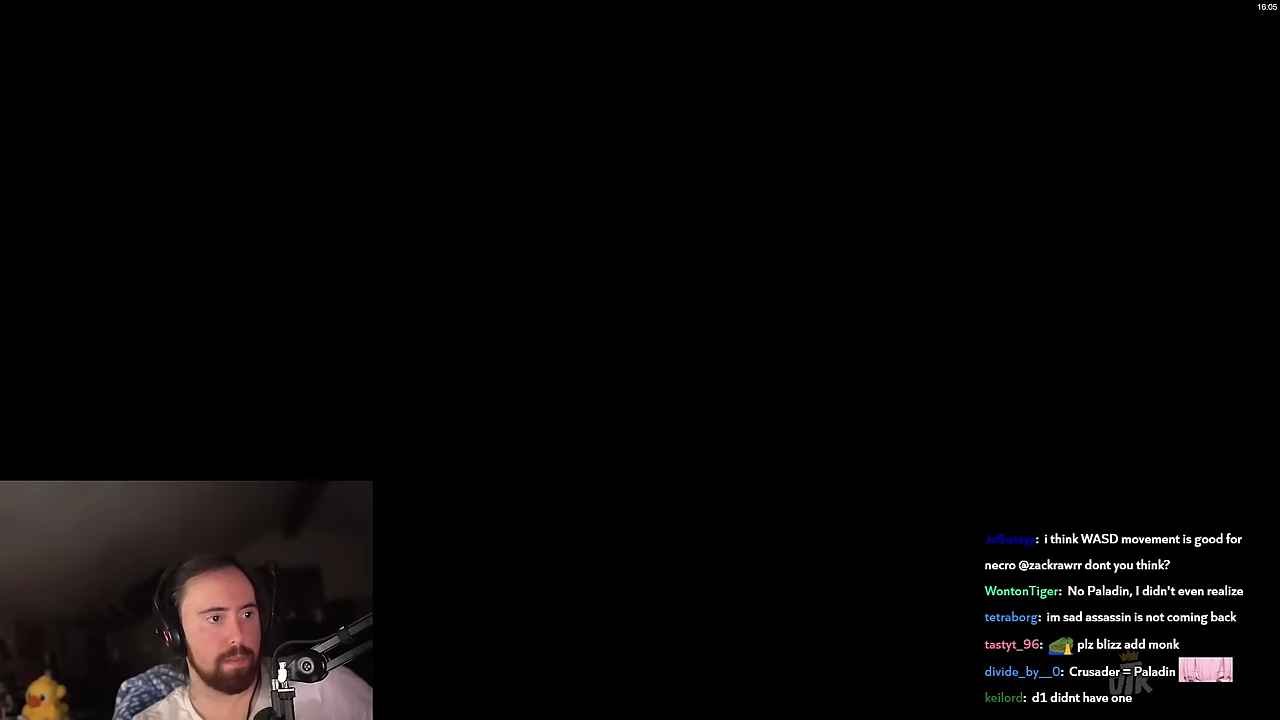 16:05
JoSussyy: i think WASD movement is good for
necro @zackrawrr dont you think?
WontonTiger: No Paladin, I didn't even realize
tetraborg: im sad assassin is not coming back
tastyt_96: plz blizz add monk
divide_by__0: Crusader = Paladin
keilord: d1 didnt have one